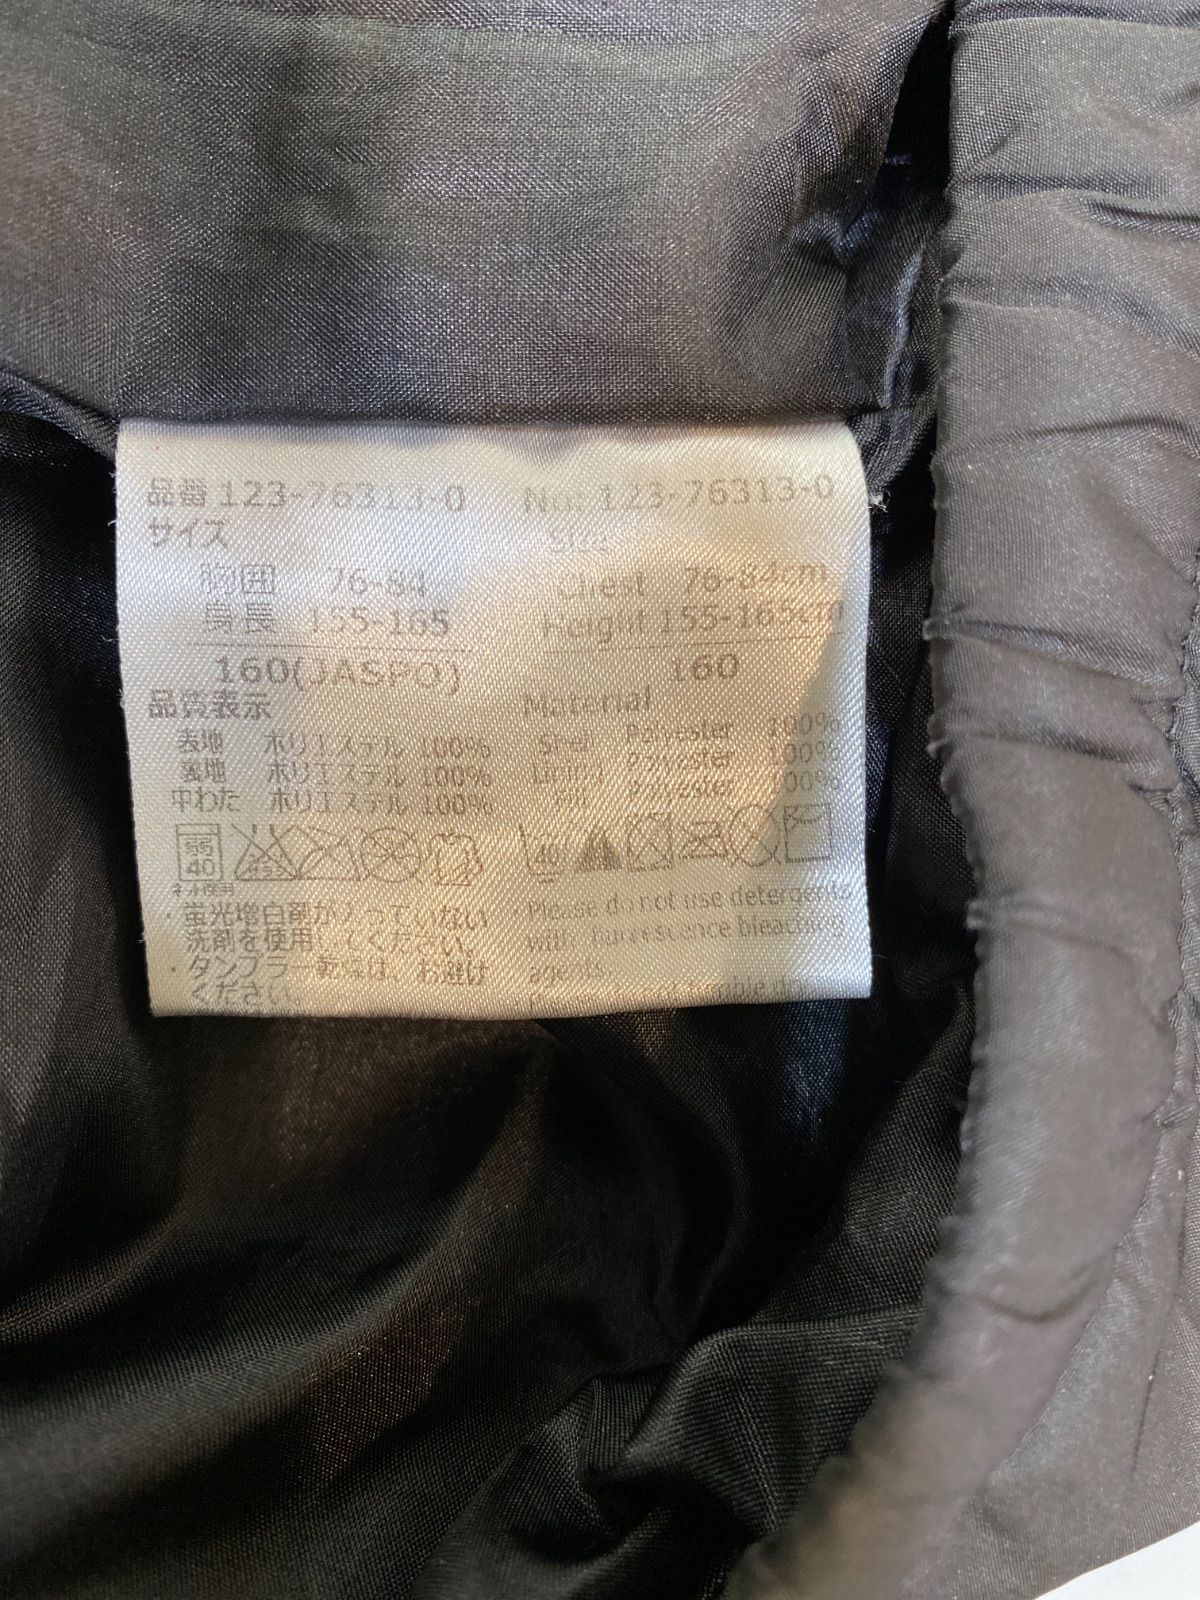 品番 123-76313-0
サイズ
胸囲 76-84
身長 155-165
160(JASPO)
品質表示
表地 ポリエステル 100%
裏地 ポリエステル 100%
中わた ポリエステル 100%
弱
40
ネット使用
・蛍光増白剤が入っていない
洗剤を使用してください。
・タンブラー乾燥は、お避け
ください。
No: 123-76313-0
Size
Chest 76-84cm
Height 155-165cm
160
Material
Shell Polyester 100%
Lining Polyester 100%
Fill Polyester 100%
40
・Please do not use detergents
with fluorescence bleaching
agents.